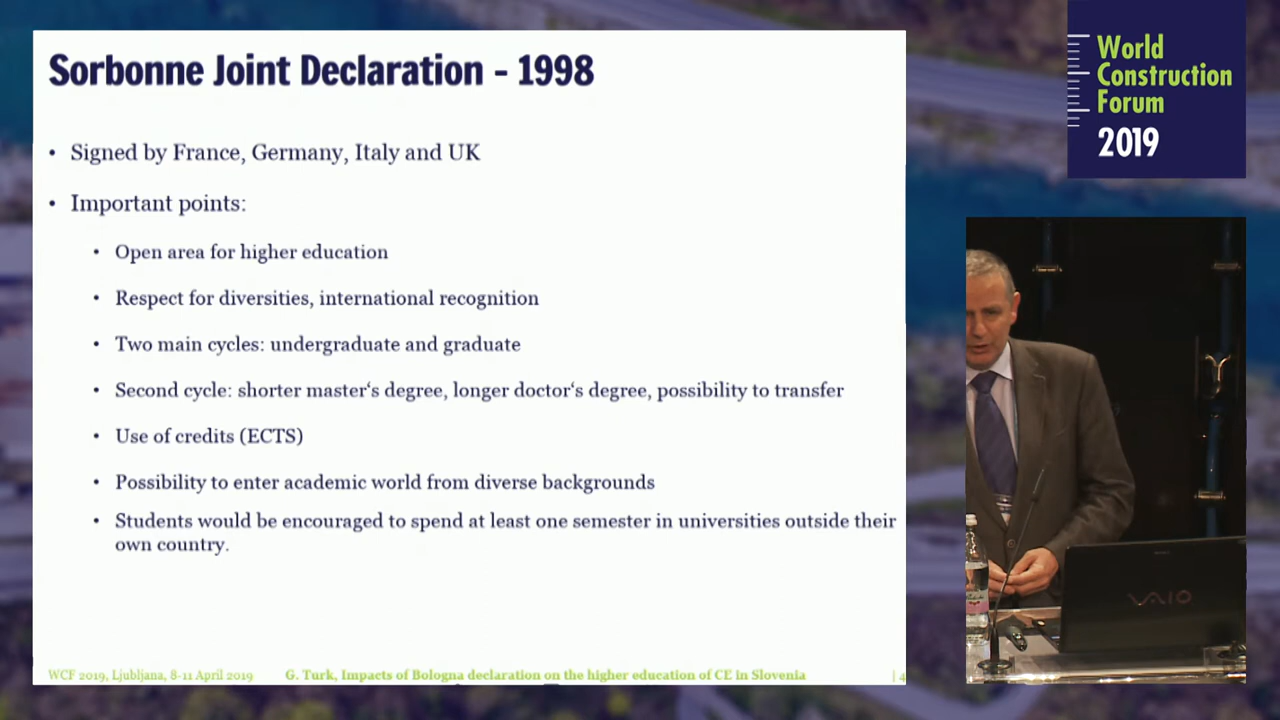 Sorbonne Joint Declaration - 1998
• Signed by France, Germany, Italy and UK
• Important points:
• Open area for higher education
• Respect for diversities, international recognition
• Two main cycles: undergraduate and graduate
• Second cycle: shorter master‘s degree, longer doctor‘s degree, possibility to transfer
• Use of credits (ECTS)
• Possibility to enter academic world from diverse backgrounds
• Students would be encouraged to spend at least one semester in universities outside their
own country.
WCF 2019, Ljubljana, 8-11 April 2019 G. Turk, Impacts of Bologna declaration on the higher education of CE in Slovenia | 4
World
Construction
Forum
2019
VAIO